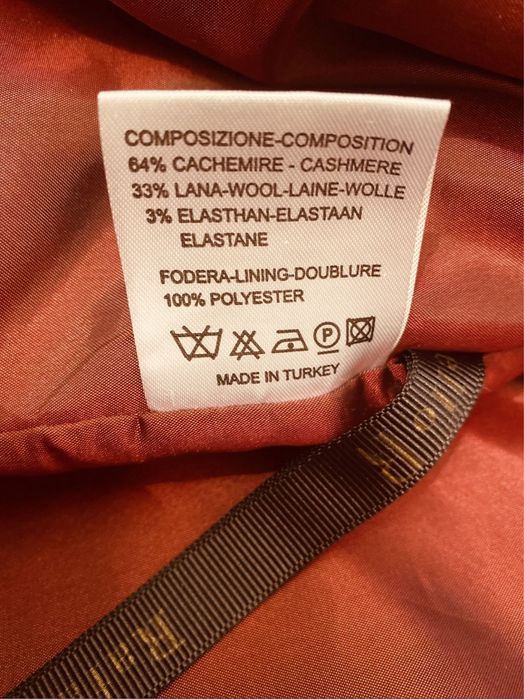 COMPOSIZIONE-COMPOSITION
64% CACHEMIRE - CASHMERE
33% LANA-WOOL-LAINE-WOLLE
3% ELASTHAN-ELASTAAN
ELASTANE
FODERA-LINING-DOUBLURE
100% POLYESTER
P
MADE IN TURKEY